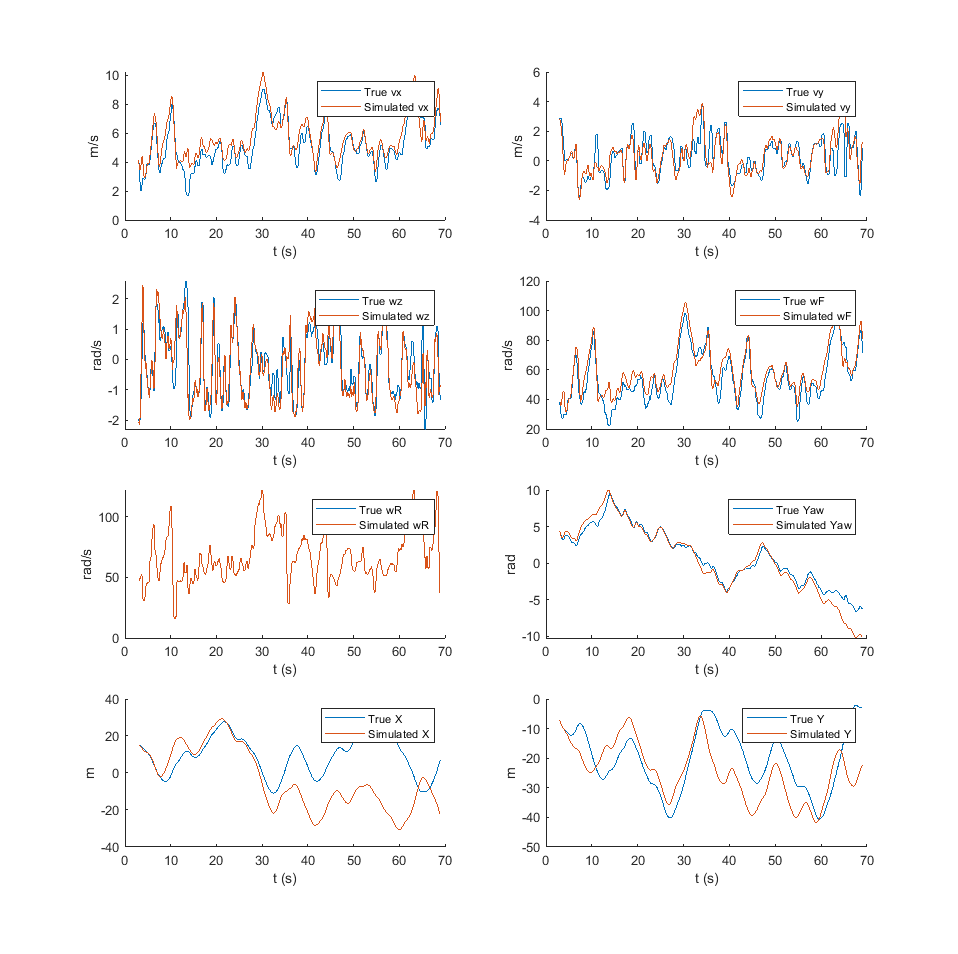 10
8
6
4
2
0
m/s
0 10 20 30 40 50 60 70
t (s)
True vx
Simulated vx
6
4
2
0
-2
-4
m/s
0 10 20 30 40 50 60 70
t (s)
True vy
Simulated vy
2
1
0
-1
-2
rad/s
0 10 20 30 40 50 60 70
t (s)
True wz
Simulated wz
120
100
80
60
40
20
rad/s
0 10 20 30 40 50 60 70
t (s)
True wF
Simulated wF
100
50
0
rad/s
0 10 20 30 40 50 60 70
t (s)
True wR
Simulated wR
10
5
0
-5
-10
rad
0 10 20 30 40 50 60 70
t (s)
True Yaw
Simulated Yaw
40
20
0
-20
-40
m
0 10 20 30 40 50 60 70
t (s)
True X
Simulated X
0
-10
-20
-30
-40
-50
m
0 10 20 30 40 50 60 70
t (s)
True Y
Simulated Y